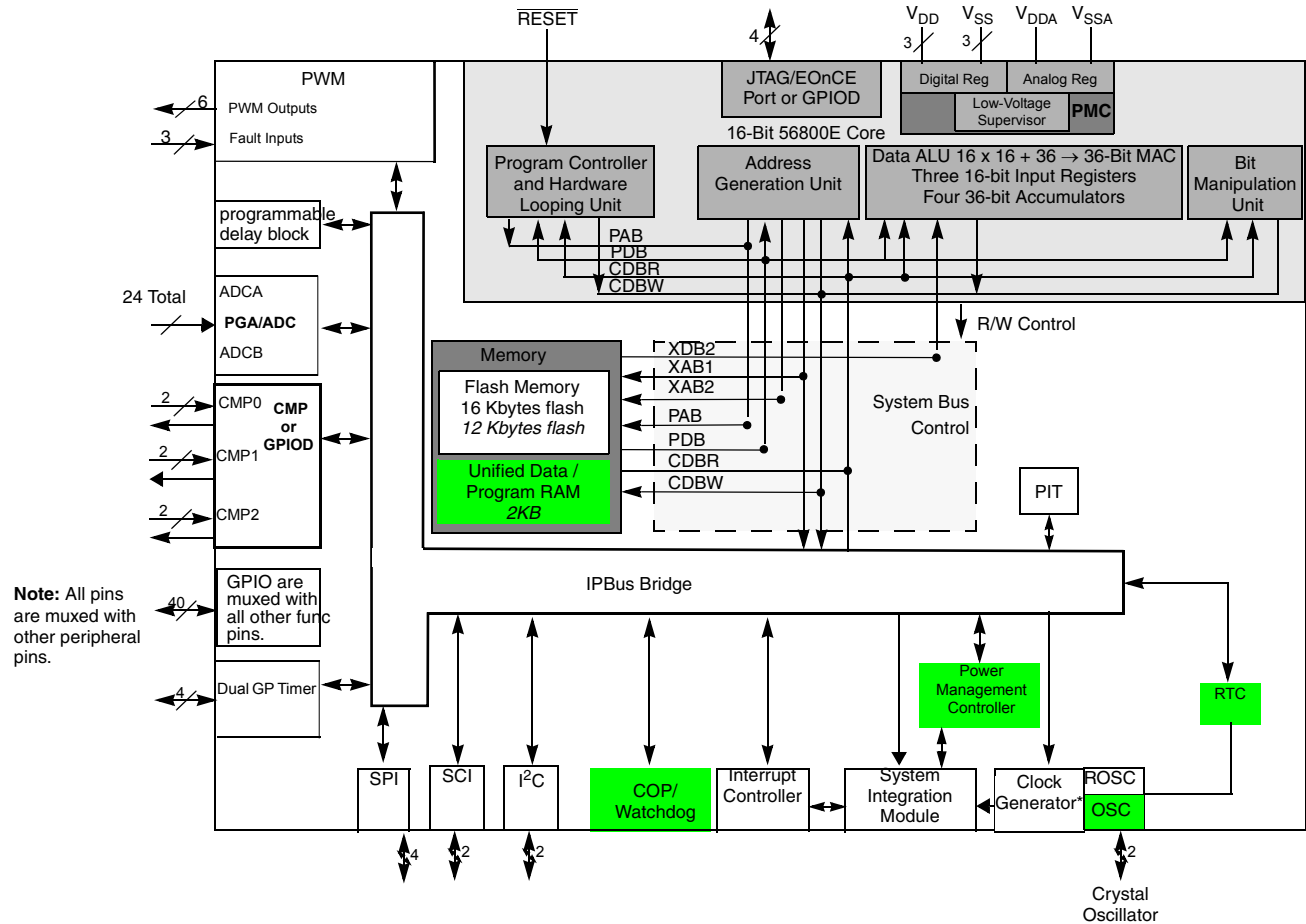 RESET
4
VDD
VSS
VDDA
VSSA
3
3
PWM
PWM Outputs
Fault Inputs
6
3
JTAG/EOnCE
Port or GPIOD
Digital Reg
Analog Reg
Low-Voltage
Supervisor
PMC
16-Bit 56800E Core
Program Controller
and Hardware
Looping Unit
Address
Generation Unit
Data ALU 16 x 16 + 36 → 36-Bit MAC
Three 16-bit Input Registers
Four 36-bit Accumulators
Bit
Manipulation
Unit
PAB
PDB
CDBR
CDBW
programmable
delay block
24 Total
ADCA
PGA/ADC
ADCB
R/W Control
Memory
Flash Memory
16 Kbytes flash
12 Kbytes flash
Unified Data /
Program RAM
2KB
XDB2
XAB1
XAB2
PAB
PDB
CDBR
CDBW
System Bus
Control
2
CMP0
CMP
or
GPIOD
2
CMP1
2
CMP2
PIT
IPBus Bridge
Note: All pins
are muxed with
other peripheral
pins.
40
GPIO are
muxed with
all other func
pins.
4
Dual GP Timer
Power
Management
Controller
RTC
SPI
SCI
I²C
COP/
Watchdog
Interrupt
Controller
System
Integration
Module
Clock
Generator*
ROSC
OSC
4
2
2
2
Crystal
Oscillator